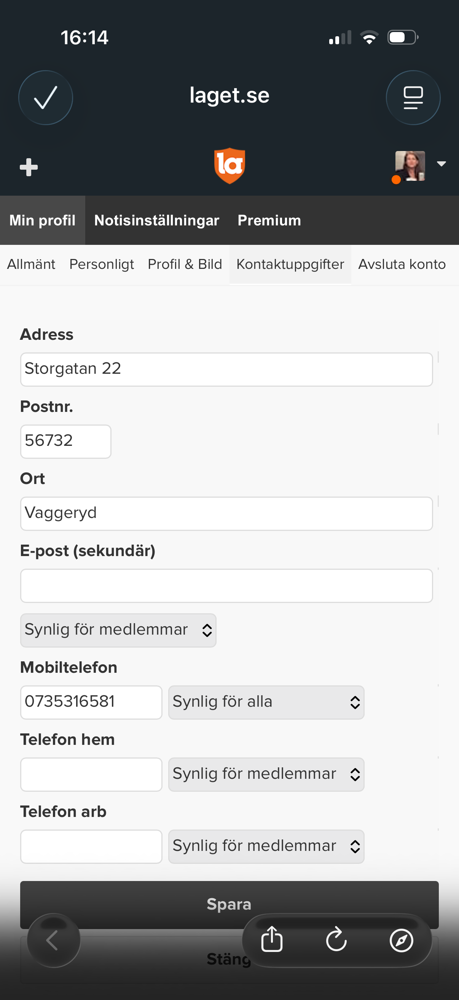 16:14
laget.se
la
Min profil Notisinställningar Premium
Allmänt Personligt Profil & Bild Kontaktuppgifter Avsluta konto
Adress
Storgatan 22
Postnr.
56732
Ort
Vaggeryd
E-post (sekundär)
Synlig för medlemmar
Mobiltelefon
0735316581 Synlig för alla
Telefon hem
Synlig för medlemmar
Telefon arb
Synlig för medlemmar
Spara
Stäng